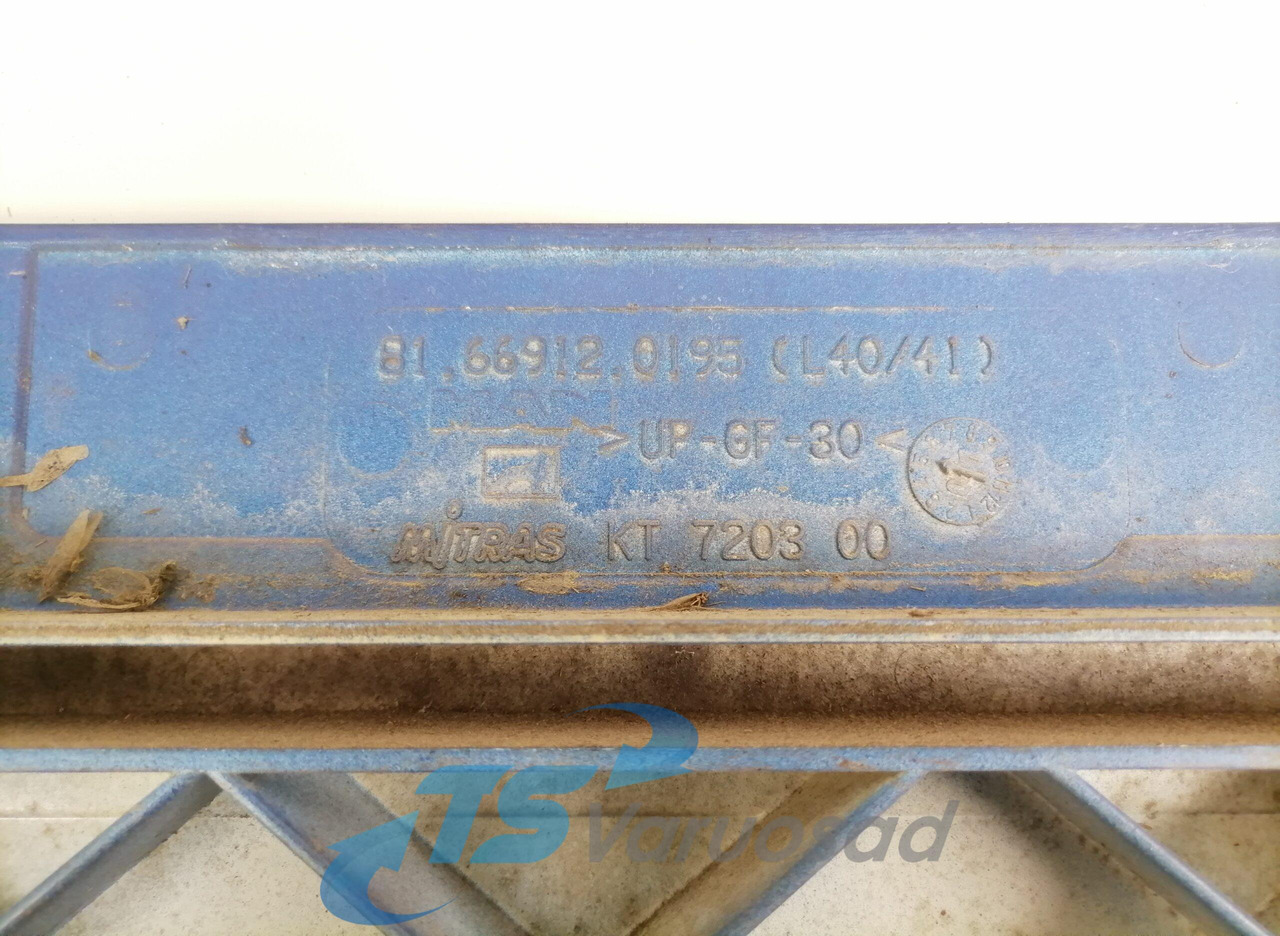 81.66912.0195 (L40/41)
>UP-GF-30<
MITRAS KT 7203 00
TS Varuosad